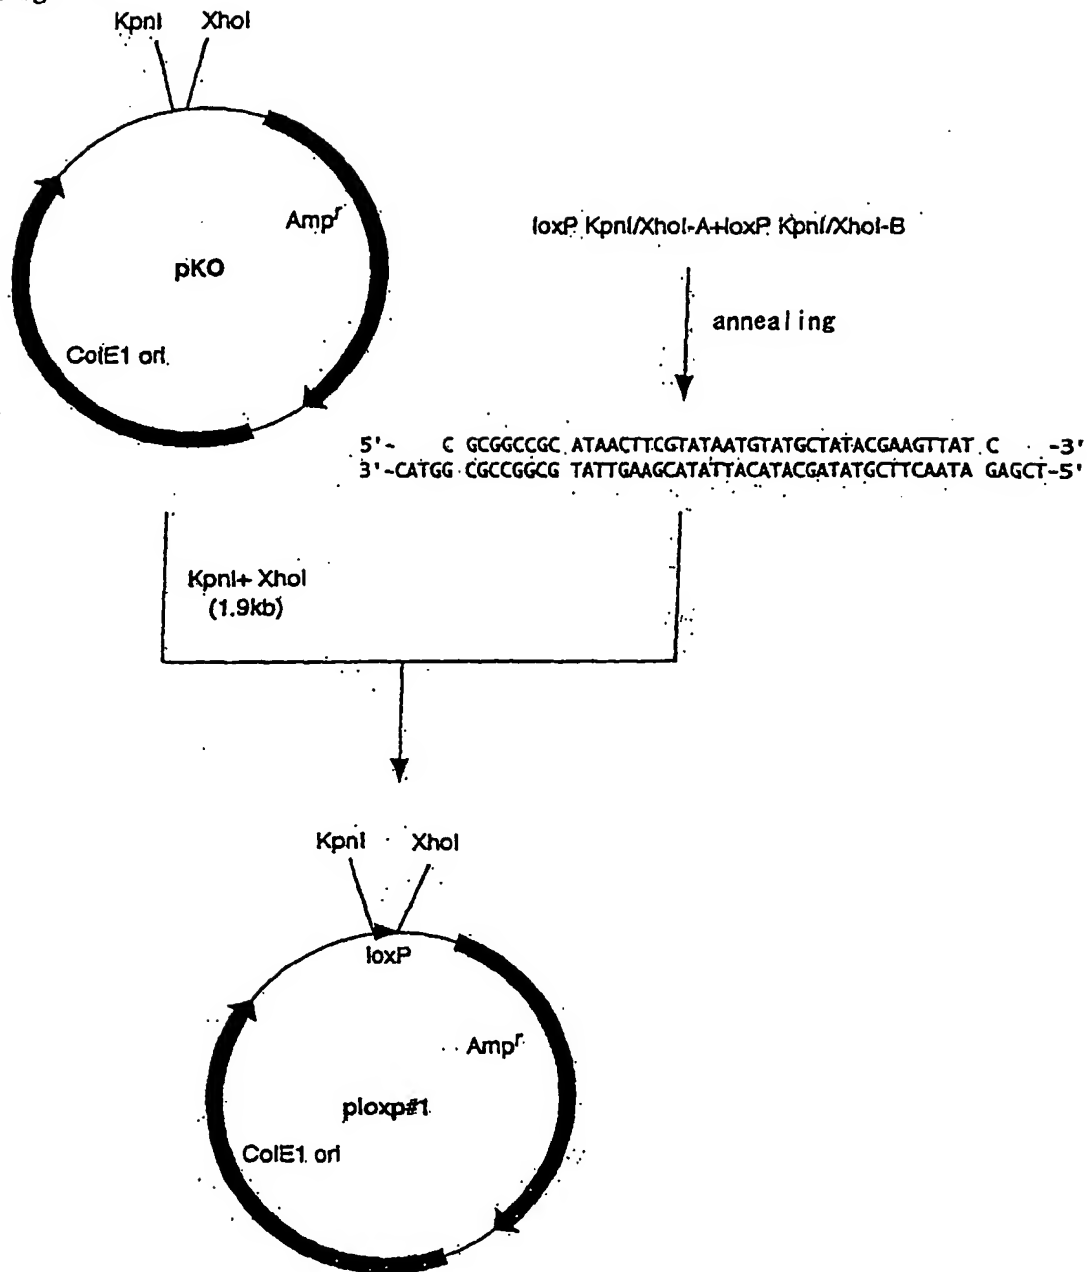 KpnI XhoI
Amp^r
pKO
ColE1 ori
loxP KpnI/XhoI-A+loxP KpnI/XhoI-B
annealing
5'- C GCGGCCGC ATAACTTCGTATAATGTATGCTATACGAAGTTAT C -3'
3'-CATGG CGCCGGCG TATTGAAGCATATTACATACGATATGCTTCAATA GAGCT-5'
KpnI+ XhoI
(1.9kb)
KpnI XhoI
loxP
Amp^r
ploxp#1
ColE1 ori